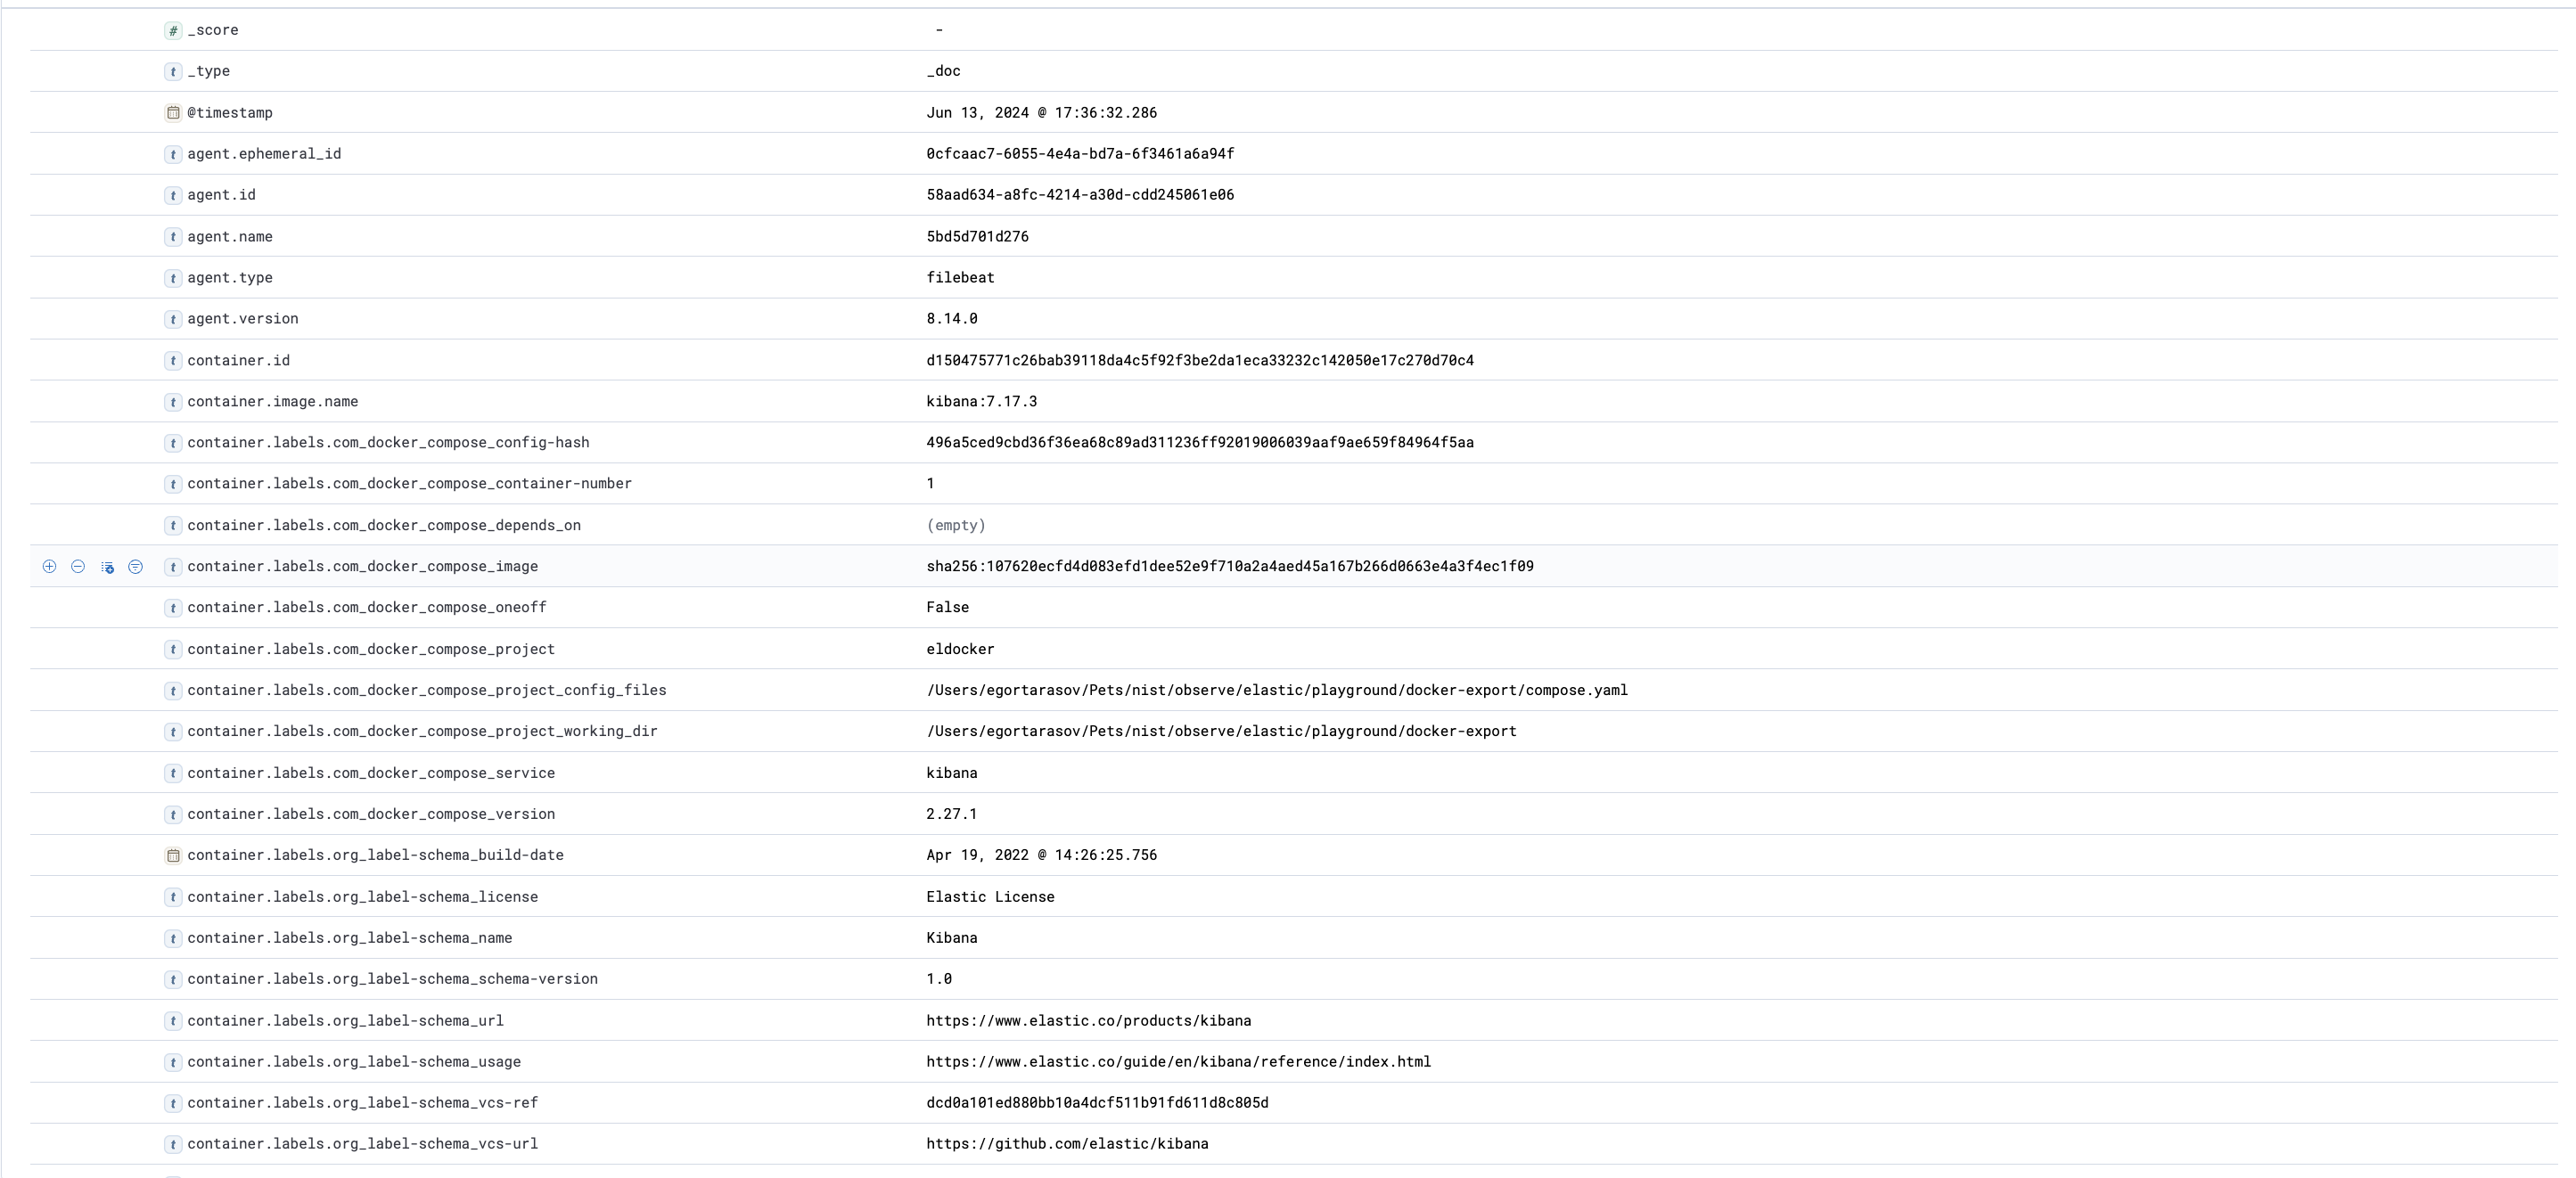 # _score -
t _type _doc
@timestamp Jun 13, 2024 @ 17:36:32.286
t agent.ephemeral_id 0cfcaac7-6055-4e4a-bd7a-6f3461a6a94f
t agent.id 58aad634-a8fc-4214-a30d-cdd245061e06
t agent.name 5bd5d701d276
t agent.type filebeat
t agent.version 8.14.0
t container.id d150475771c26bab39118da4c5f92f3be2da1eca33232c142050e17c270d70c4
t container.image.name kibana:7.17.3
t container.labels.com_docker_compose_config-hash 496a5ced9cbd36f36ea68c89ad311236ff92019006039aaf9ae659f84964f5aa
t container.labels.com_docker_compose_container-number 1
t container.labels.com_docker_compose_depends_on (empty)
t container.labels.com_docker_compose_image sha256:107620ecfd4d083efd1dee52e9f710a2a4aed45a167b266d0663e4a3f4ec1f09
t container.labels.com_docker_compose_oneoff False
t container.labels.com_docker_compose_project eldocker
t container.labels.com_docker_compose_project_config_files /Users/egortarasov/Pets/nist/observe/elastic/playground/docker-export/compose.yaml
t container.labels.com_docker_compose_project_working_dir /Users/egortarasov/Pets/nist/observe/elastic/playground/docker-export
t container.labels.com_docker_compose_service kibana
t container.labels.com_docker_compose_version 2.27.1
container.labels.org_label-schema_build-date Apr 19, 2022 @ 14:26:25.756
t container.labels.org_label-schema_license Elastic License
t container.labels.org_label-schema_name Kibana
t container.labels.org_label-schema_schema-version 1.0
t container.labels.org_label-schema_url https://www.elastic.co/products/kibana
t container.labels.org_label-schema_usage https://www.elastic.co/guide/en/kibana/reference/index.html
t container.labels.org_label-schema_vcs-ref dcd0a101ed880bb10a4dcf511b91fd611d8c805d
t container.labels.org_label-schema_vcs-url https://github.com/elastic/kibana